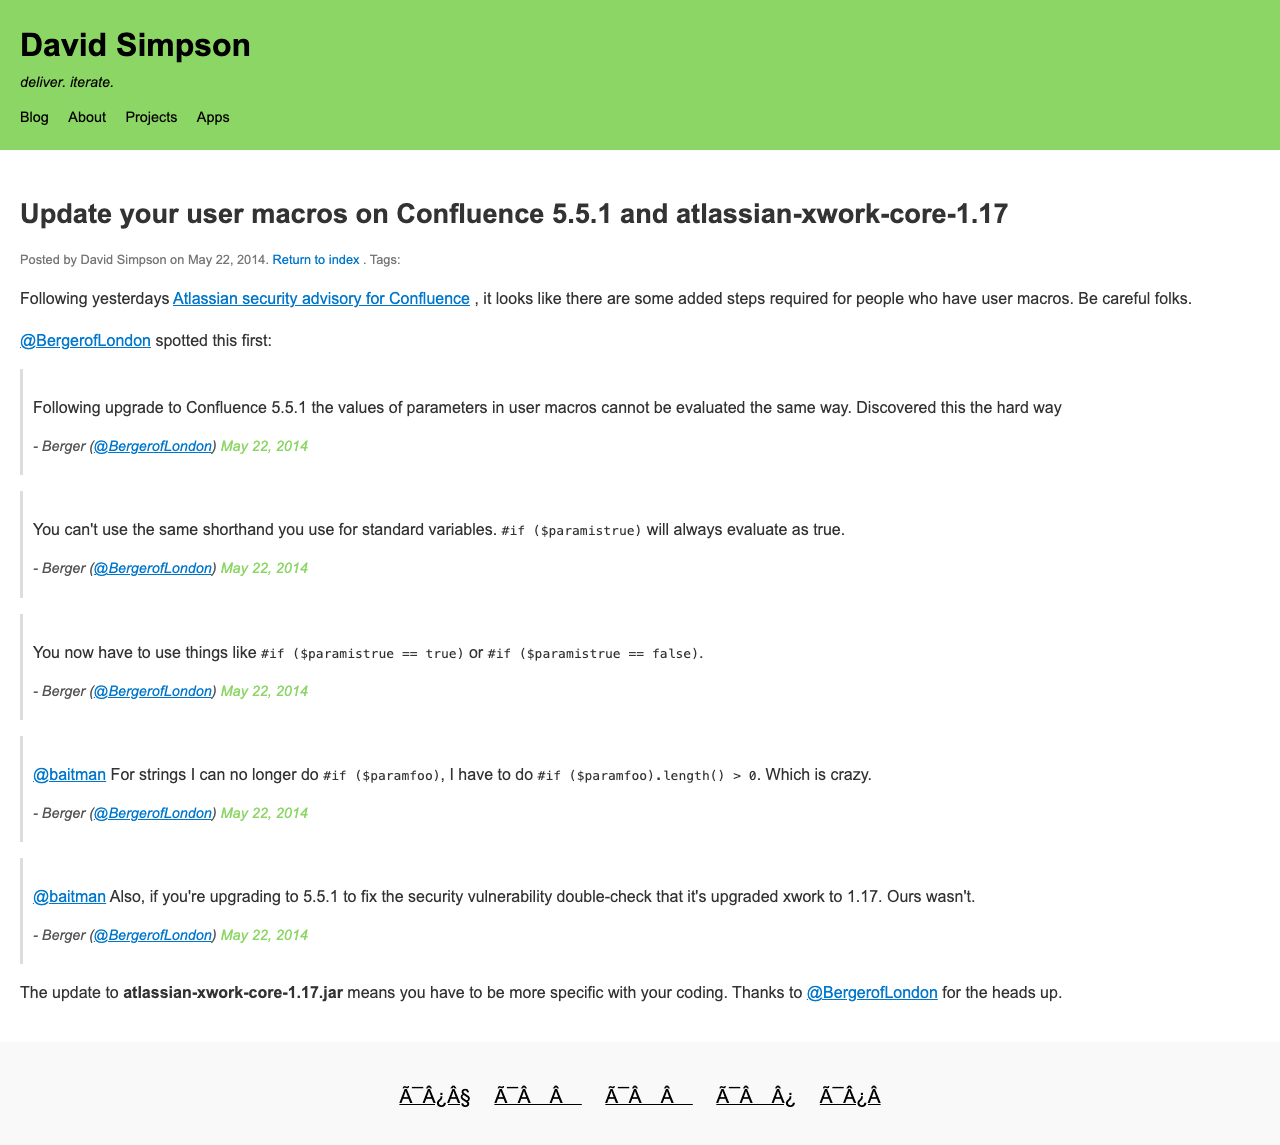 David Simpson
deliver. iterate.
Blog About Projects Apps
Update your user macros on Confluence 5.5.1 and atlassian-xwork-core-1.17
Posted by David Simpson on May 22, 2014. Return to index . Tags:
Following yesterdays Atlassian security advisory for Confluence , it looks like there are some added steps required for people who have user macros. Be careful folks.
@BergerofLondon spotted this first:
Following upgrade to Confluence 5.5.1 the values of parameters in user macros cannot be evaluated the same way. Discovered this the hard way
- Berger (@BergerofLondon) May 22, 2014
You can't use the same shorthand you use for standard variables. #if ($paramistrue) will always evaluate as true.
- Berger (@BergerofLondon) May 22, 2014
You now have to use things like #if ($paramistrue == true) or #if ($paramistrue == false).
- Berger (@BergerofLondon) May 22, 2014
@baitman For strings I can no longer do #if ($paramfoo), I have to do #if ($paramfoo).length() > 0. Which is crazy.
- Berger (@BergerofLondon) May 22, 2014
@baitman Also, if you're upgrading to 5.5.1 to fix the security vulnerability double-check that it's upgraded xwork to 1.17. Ours wasn't.
- Berger (@BergerofLondon) May 22, 2014
The update to atlassian-xwork-core-1.17.jar means you have to be more specific with your coding. Thanks to @BergerofLondon for the heads up.
Ã¯Â¿Â§ Ã¯Â Â Ã¯Â Â Ã¯Â Â¿ Ã¯Â¿Â